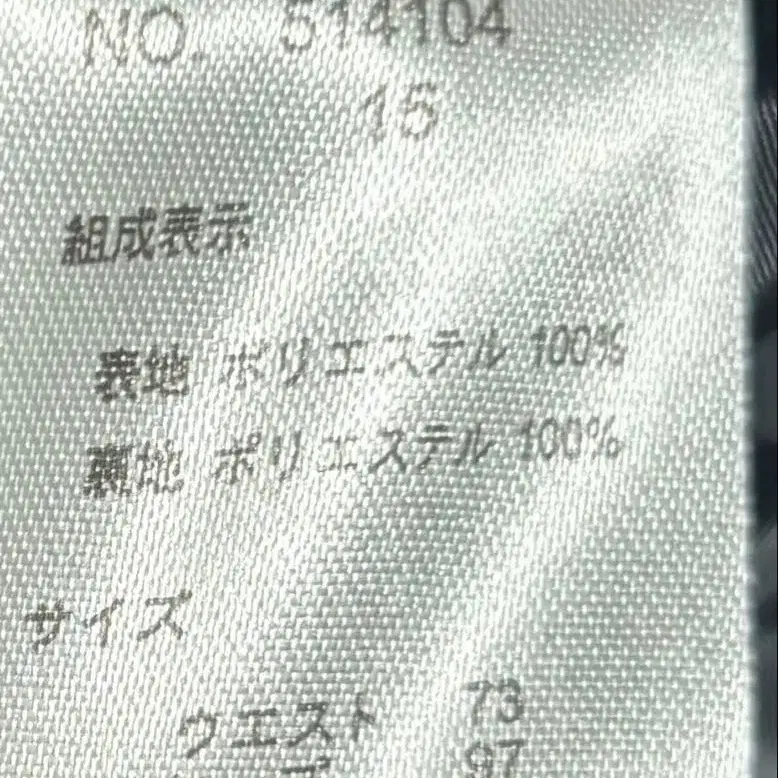 NO. 514104
15
組成表示
表地 ポリエステル 100%
裏地 ポリエステル 100%
サイズ
ウエスト 73
97